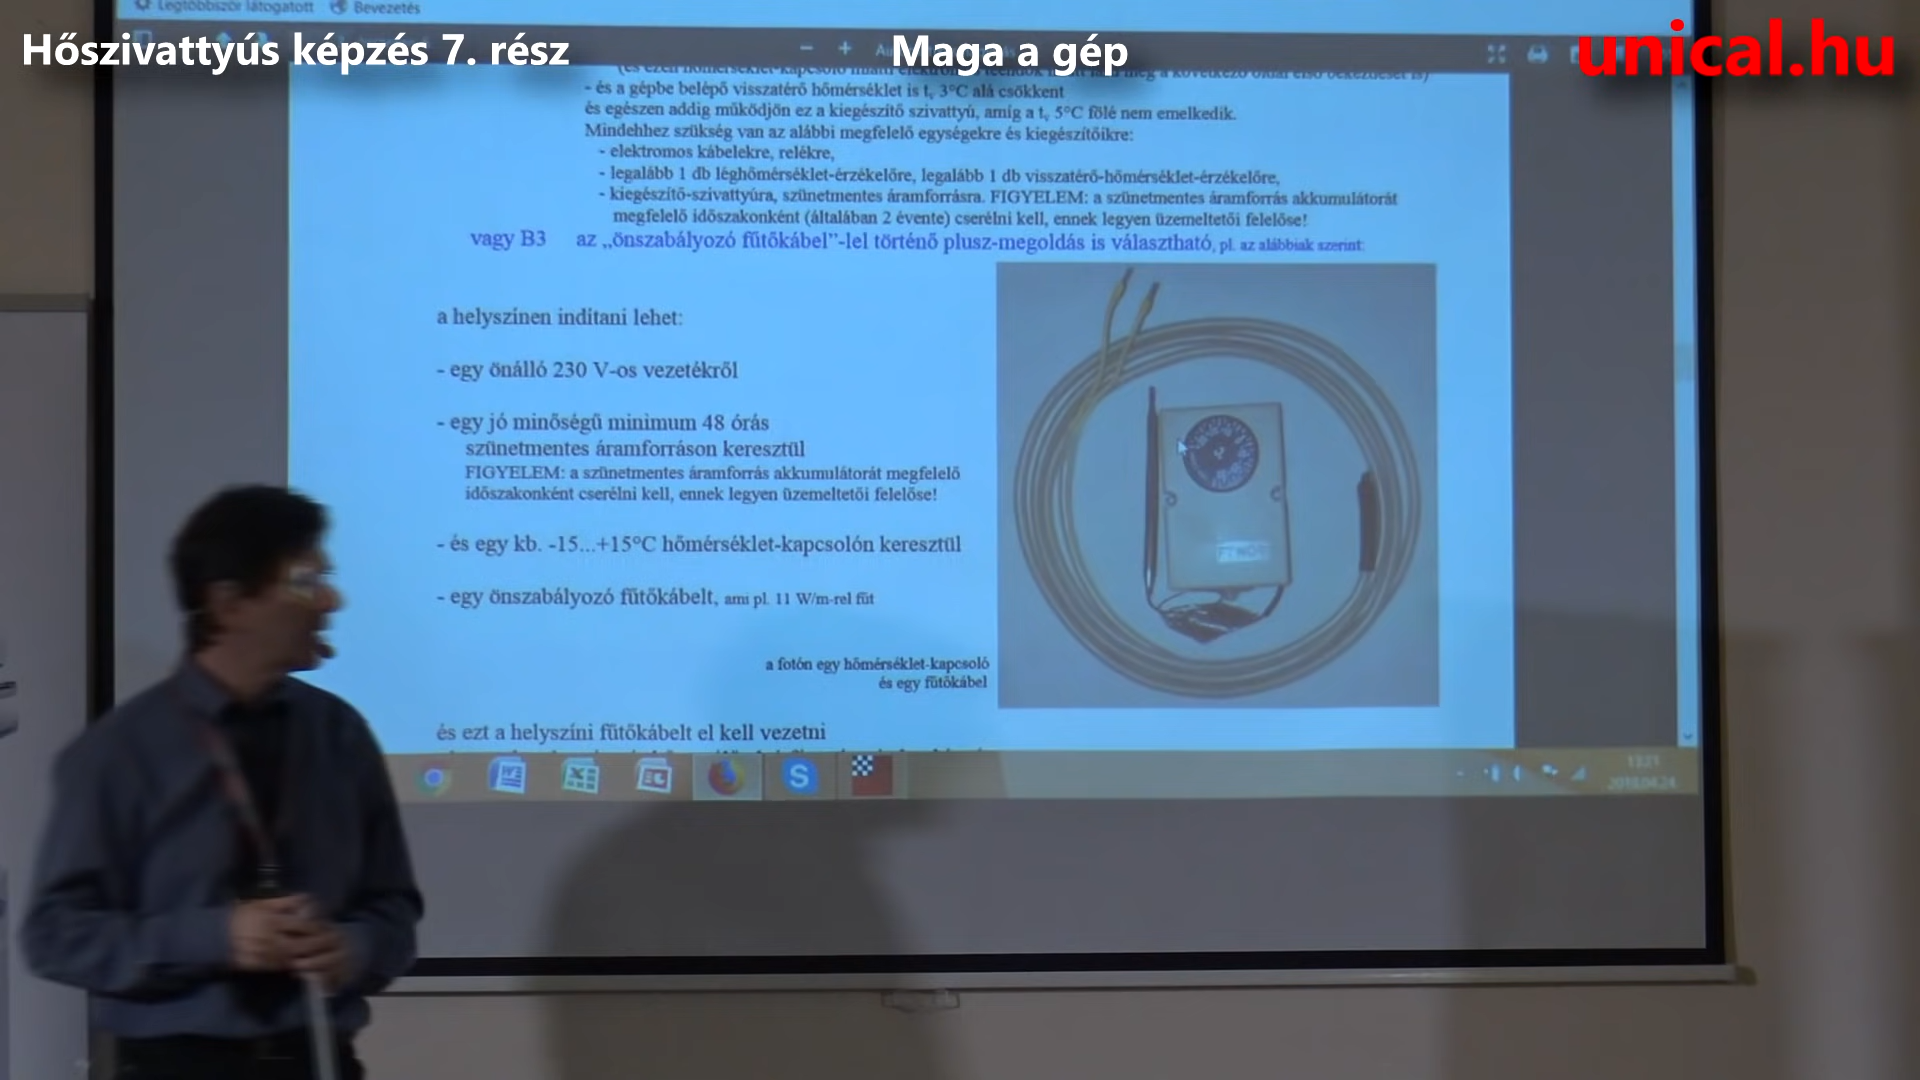 Legtöbbször látogatott Bevezetés
Hőszivattyús képzés 7. rész
Maga a gép
unical.hu
- és a gépbe belépő visszatérő hőmérséklet is tv 3°C alá csökkent
és egészen addig működjön ez a kiegészítő szivattyú, amíg a tv 5°C fölé nem emelkedik.
Mindehhez szükség van az alábbi megfelelő egységekre és kiegészítőikre:
- elektromos kábelekre, relékre,
- legalább 1 db léghőmérséklet-érzékelőre, legalább 1 db visszatérő-hőmérséklet-érzékelőre,
- kiegészítő-szivattyúra, szünetmentes áramforrásra. FIGYELEM: a szünetmentes áramforrás akkumulátorát
megfelelő időszakonként (általában 2 évente) cserélni kell, ennek legyen üzemeltetői felelőse!
vagy B3 az „önszabályozó fűtőkábel”-lel történő plusz-megoldás is választható, pl. az alábbiak szerint:
a helyszínen indítani lehet:
- egy önálló 230 V-os vezetékről
- egy jó minőségű minimum 48 órás
szünetmentes áramforráson keresztül
FIGYELEM: a szünetmentes áramforrás akkumulátorát megfelelő
időszakonként cserélni kell, ennek legyen üzemeltetői felelőse!
- és egy kb. -15...+15°C hőmérséklet-kapcsolón keresztül
- egy önszabályozó fűtőkábelt, ami pl. 11 W/m-rel fűt
a fotón egy hőmérséklet-kapcsoló
és egy fűtőkábel
és ezt a helyszíni fűtőkábelt el kell vezetni